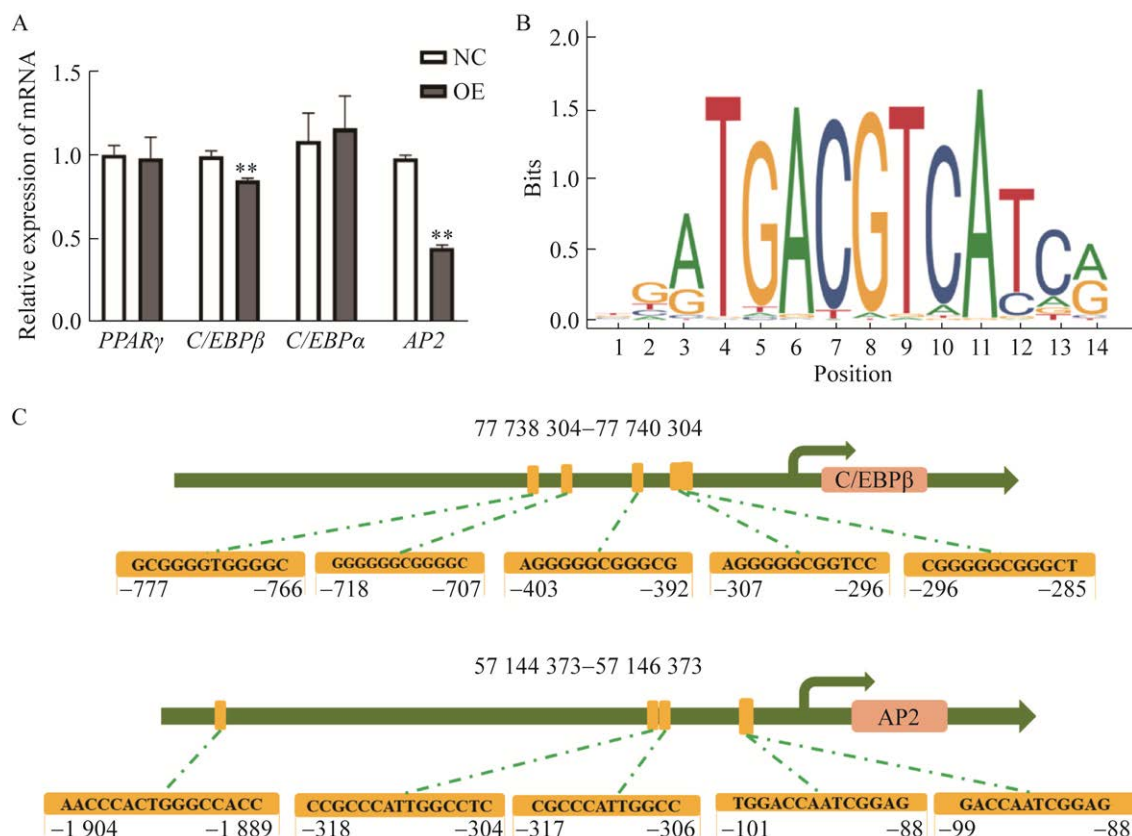 A
NC
OE
Relative expression of mRNA
1.5
1.0
0.5
0.0
PPARγ C/EBPβ C/EBPα AP2
**
**
B
Bits
2.0
1.5
1.0
0.5
0.0
TGACGTCAT
1 2 3 4 5 6 7 8 9 10 11 12 13 14
Position
C
77 738 304–77 740 304
C/EBPβ
GCGGGGTGGGGC GGGGGGCGGGGC AGGGGGCGGGCG AGGGGGCGGTCC CGGGGGCGGGCT
−777 −766 −718 −707 −403 −392 −307 −296 −296 −285
57 144 373–57 146 373
AP2
AACCCACTGGGCCACC CCGCCCATTGGCCTC CGCCCATTGGCC TGGACCAATCGGAG GACCAATCGGAG
−1 904 −1 889 −318 −304 −317 −306 −101 −88 −99 −88